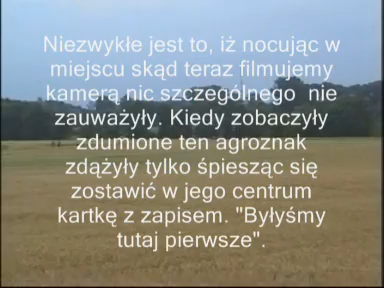 Niezwykłe jest to, iż nocując w
miejscu skąd teraz filmujemy
kamerą nic szczególnego  nie
zauważyły. Kiedy zobaczyły
zdumione ten agroznak
zdążyły tylko śpiesząc się
zostawić w jego centrum
kartkę z zapisem. "Byłyśmy
tutaj pierwsze".